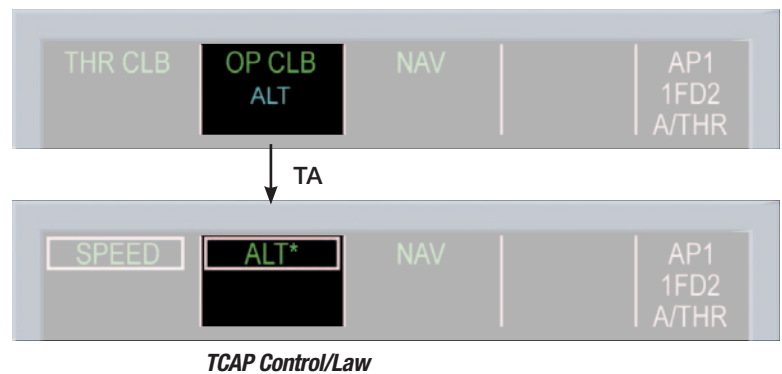 THR CLB OP CLB NAV AP1
ALT 1FD2
A/THR
TA
SPEED ALT* NAV AP1
1FD2
A/THR
TCAP Control/Law